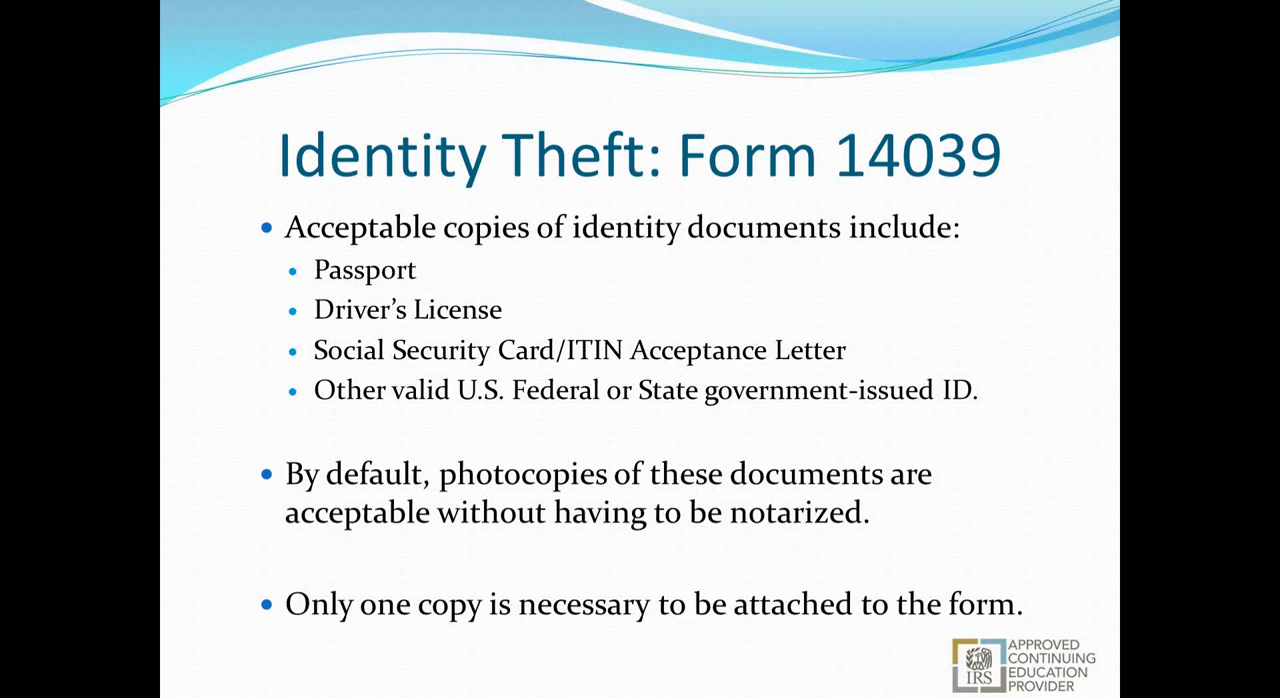 Identity Theft: Form 14039
• Acceptable copies of identity documents include:
• Passport
• Driver’s License
• Social Security Card/ITIN Acceptance Letter
• Other valid U.S. Federal or State government-issued ID.
• By default, photocopies of these documents are
acceptable without having to be notarized.
• Only one copy is necessary to be attached to the form.
IRS
APPROVED
CONTINUING
EDUCATION
PROVIDER